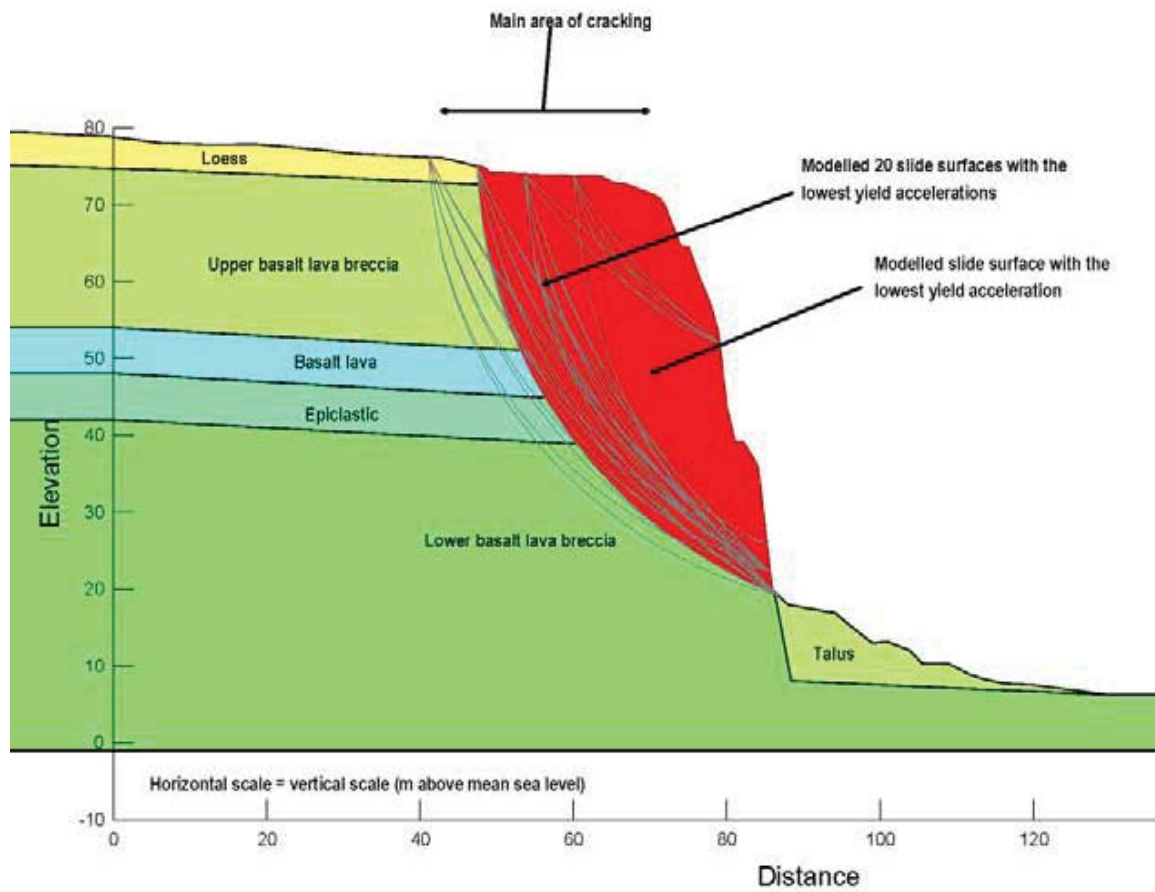 Main area of cracking
80
Loess
Modelled 20 slide surfaces with the
lowest yield accelerations
70
Upper basalt lava breccia
Modelled slide surface with the
lowest yield acceleration
60
50
Basalt lava
Epiclastic
40
Elevation
30
Lower basalt lava breccia
20
Talus
10
0
Horizontal scale = vertical scale (m above mean sea level)
-10
0 20 40 60 80 100 120
Distance